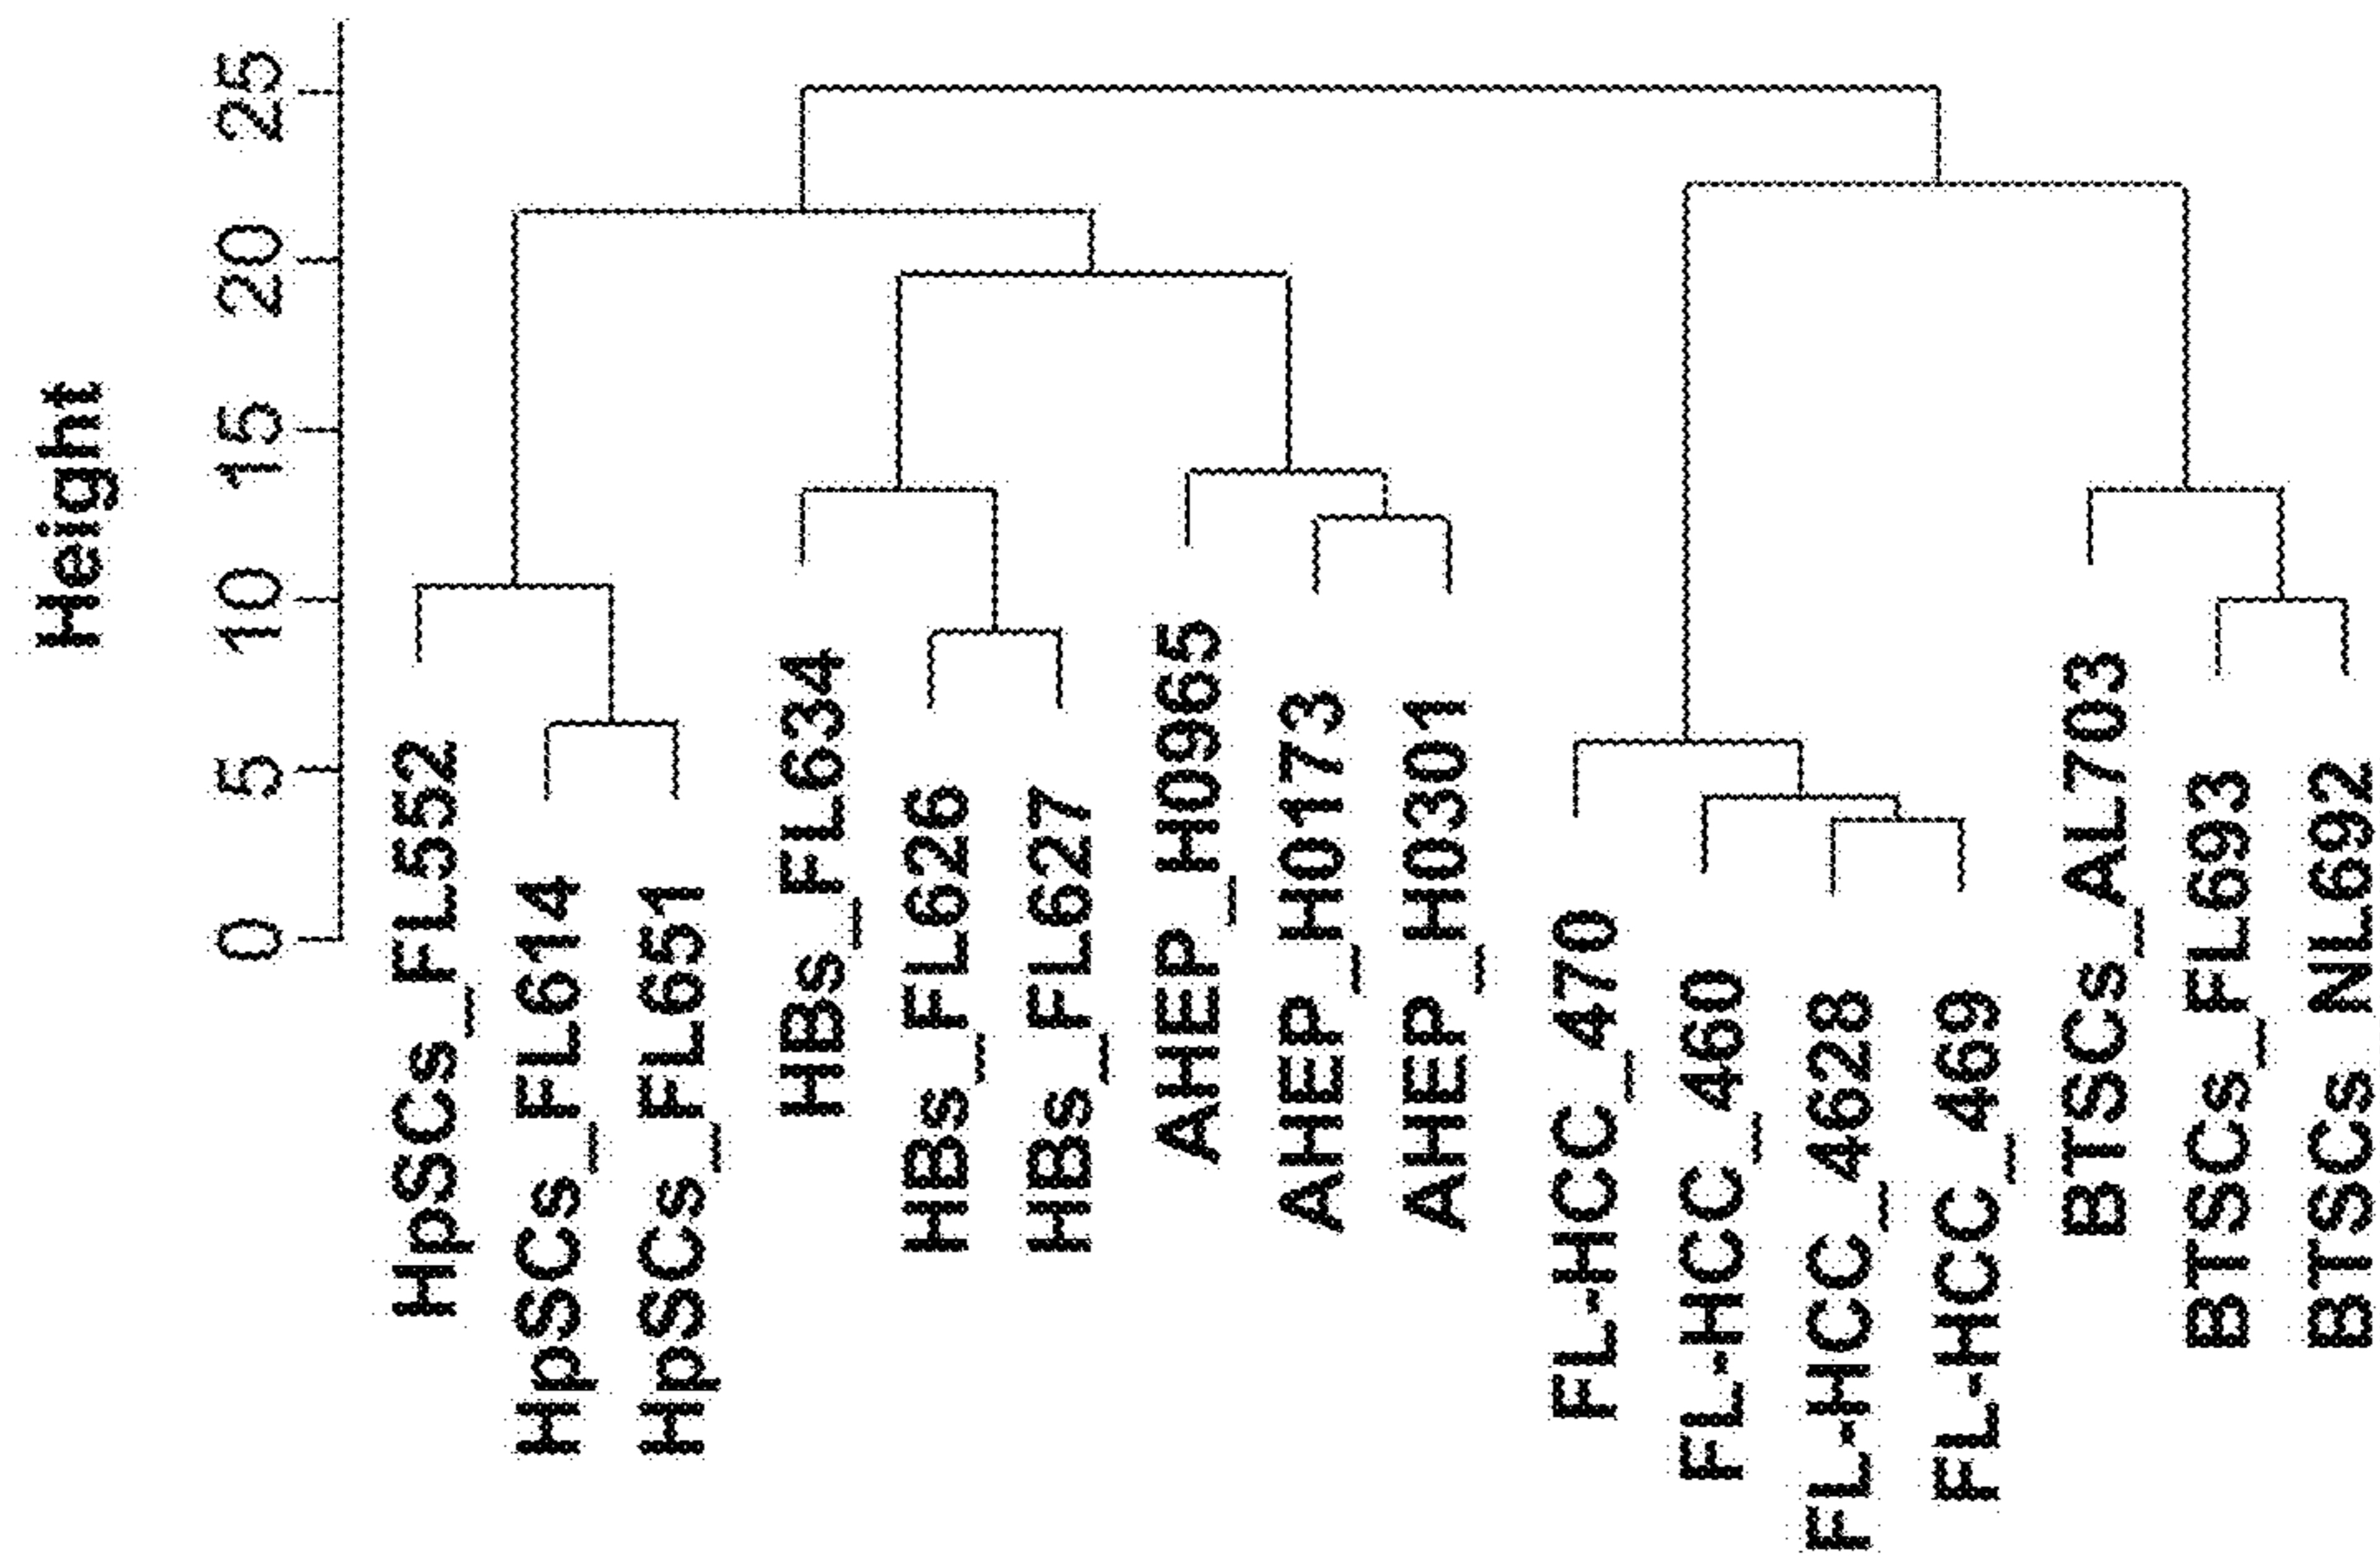 Height
0 5 10 15 20 25
HpSCs_FL552
HpSCs_FL614
HpSCs_FL651
HBs_FL634
HBs_FL626
HBs_FL627
AHEP_H0965
AHEP_H0173
AHEP_H0301
FL-HCC_470
FL-HCC_460
FL-HCC_4628
FL-HCC_469
BTSCs_AL703
BTSCs_FL693
BTSCs_NL692